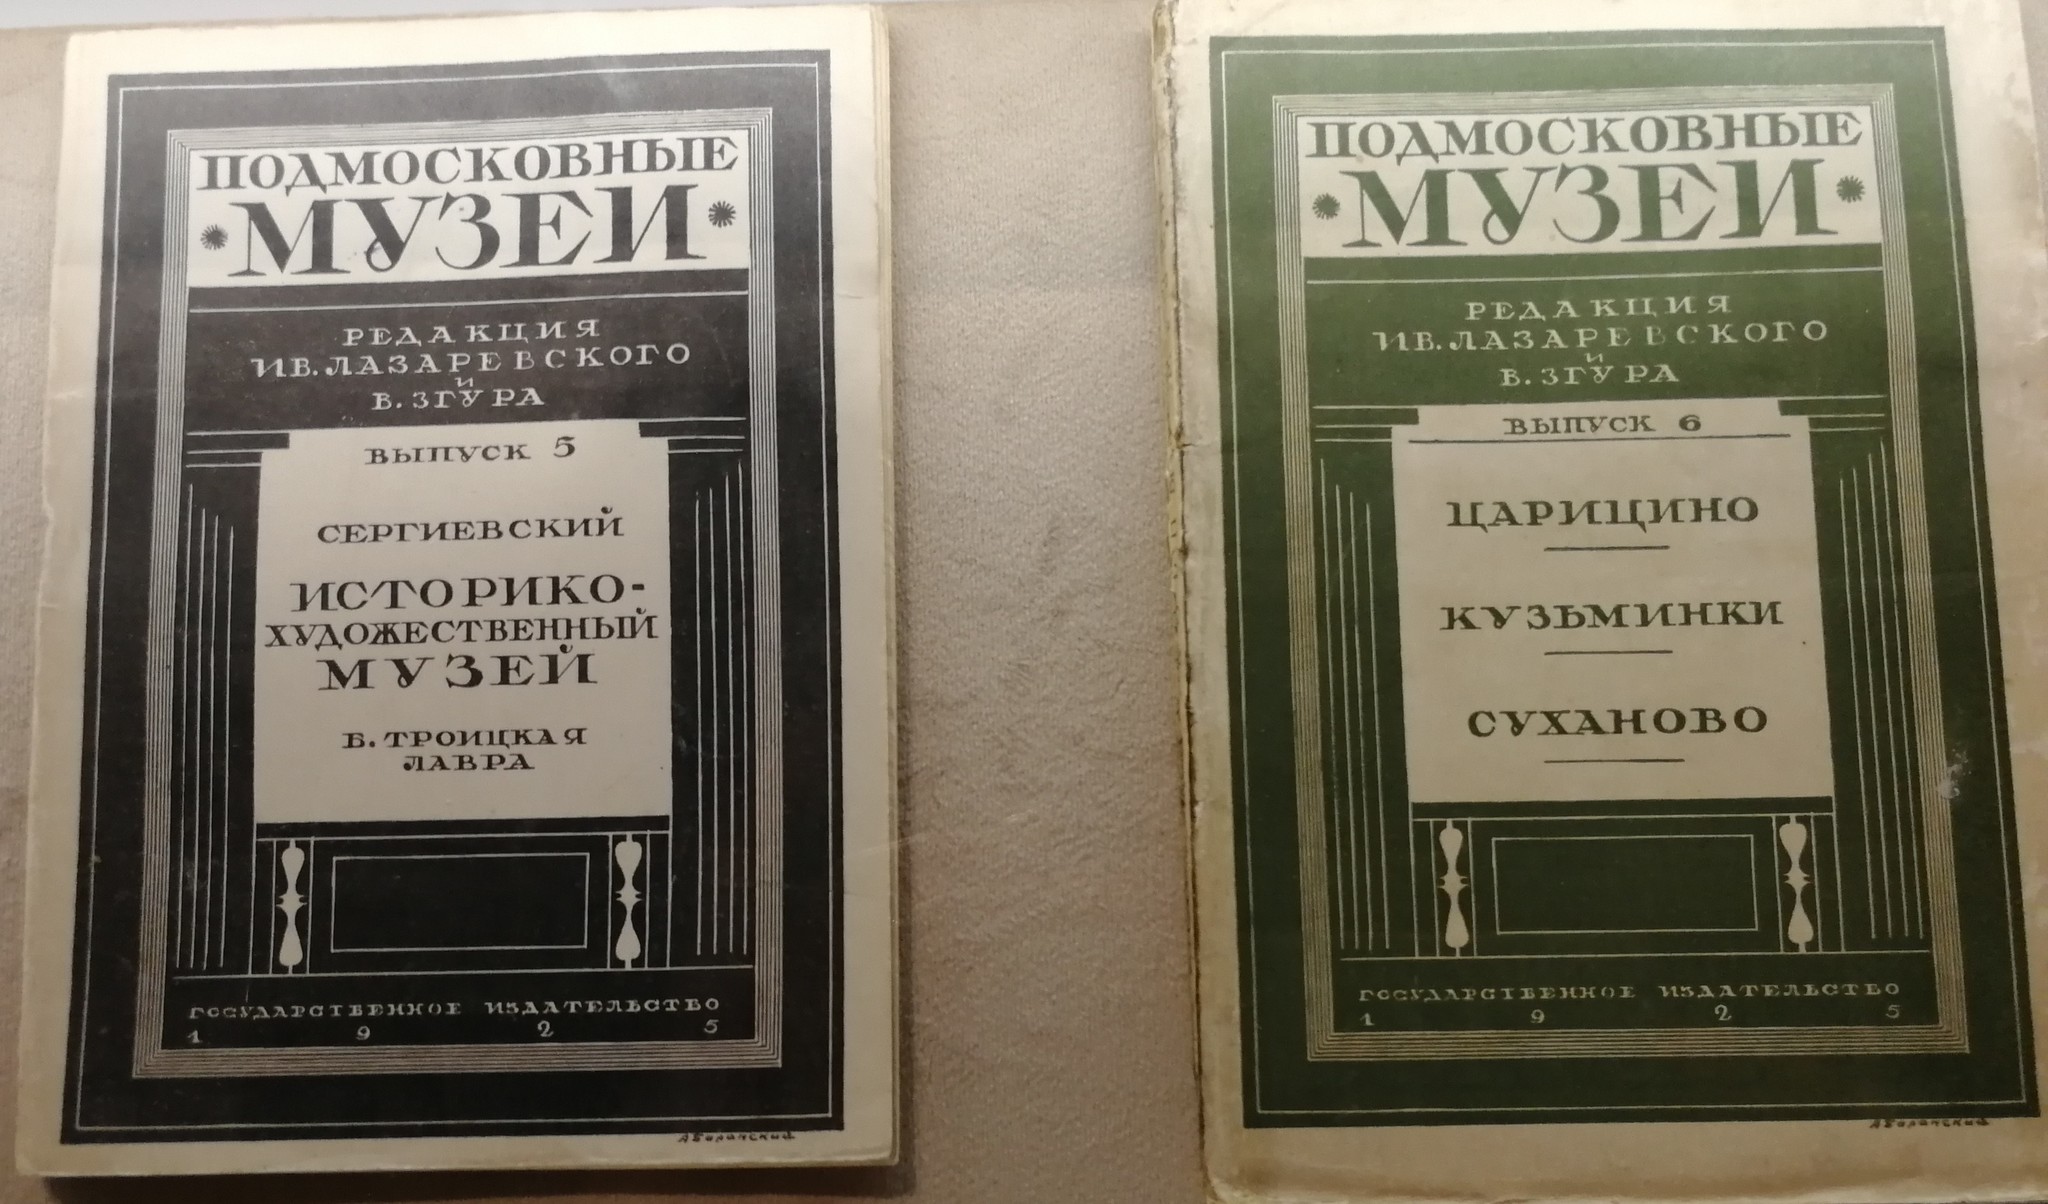 ПОДМОСКОВНЫЕ
МУЗЕИ
РЕДАКЦИЯ
ИВ. ЛАЗАРЕВСКОГО
И
В. ЗГУРА
ВЫПУСК 5
СЕРГИЕВСКИЙ
ИСТОРИКО-
ХУДОЖЕСТВЕННЫЙ
МУЗЕЙ
Б. ТРОИЦКАЯ
ЛАВРА
ГОСУДАРСТВЕННОЕ ИЗДАТЕЛЬСТВО
1 9 2 5
ПОДМОСКОВНЫЕ
МУЗЕИ
РЕДАКЦИЯ
ИВ. ЛАЗАРЕВСКОГО
И
В. ЗГУРА
ВЫПУСК 6
ЦАРИЦИНО
КУЗЬМИНКИ
СУХАНОВО
ГОСУДАРСТВЕННОЕ ИЗДАТЕЛЬСТВО
1 9 2 5